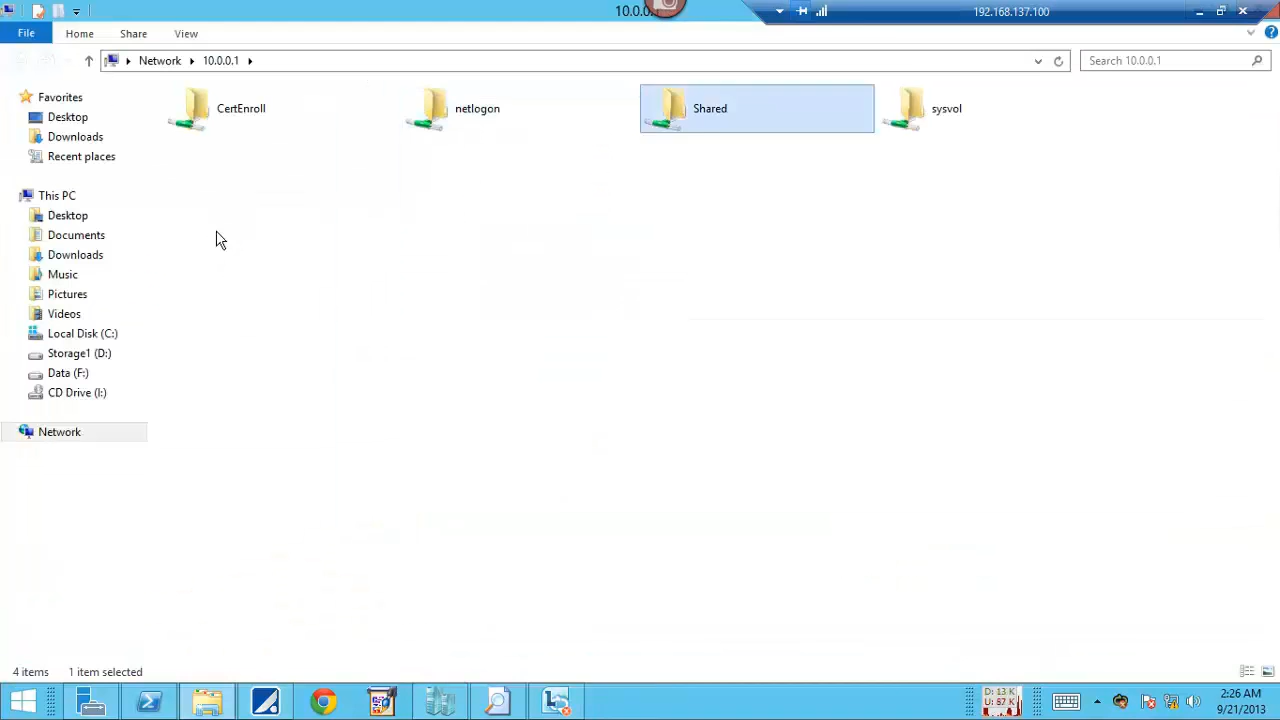 10.0.0.
192.168.137.100
File
Home
Share
View
Network
10.0.0.1
Search 10.0.0.1
Favorites
Desktop
Downloads
Recent places
This PC
Desktop
Documents
Downloads
Music
Pictures
Videos
Local Disk (C:)
Storage1 (D:)
Data (F:)
CD Drive (I:)
Network
CertEnroll
netlogon
Shared
sysvol
4 items
1 item selected
D: 13 K
U: 87 K
2:26 AM
9/21/2013